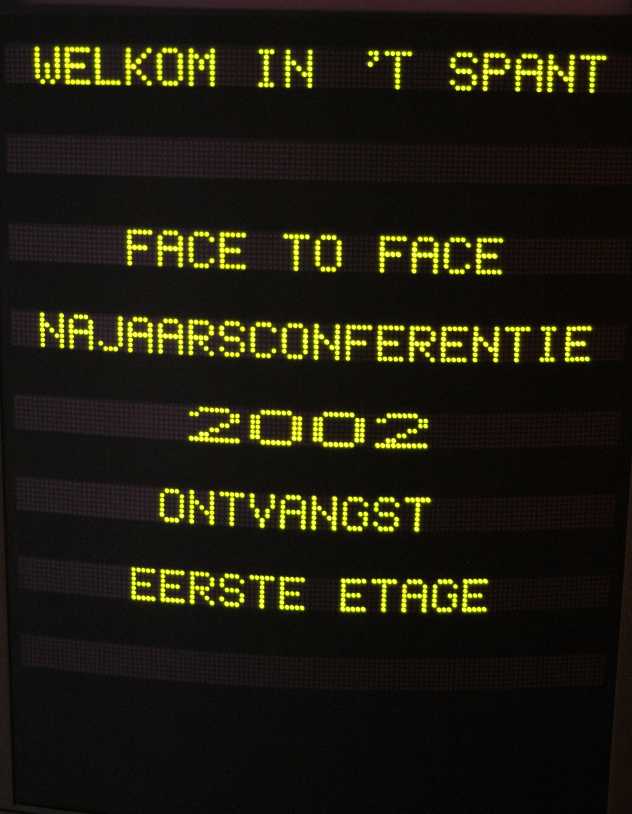 WELKOM IN 'T SPANT
FACE TO FACE
NAJAARSCONFERENTIE
2002
ONTVANGST
EERSTE ETAGE